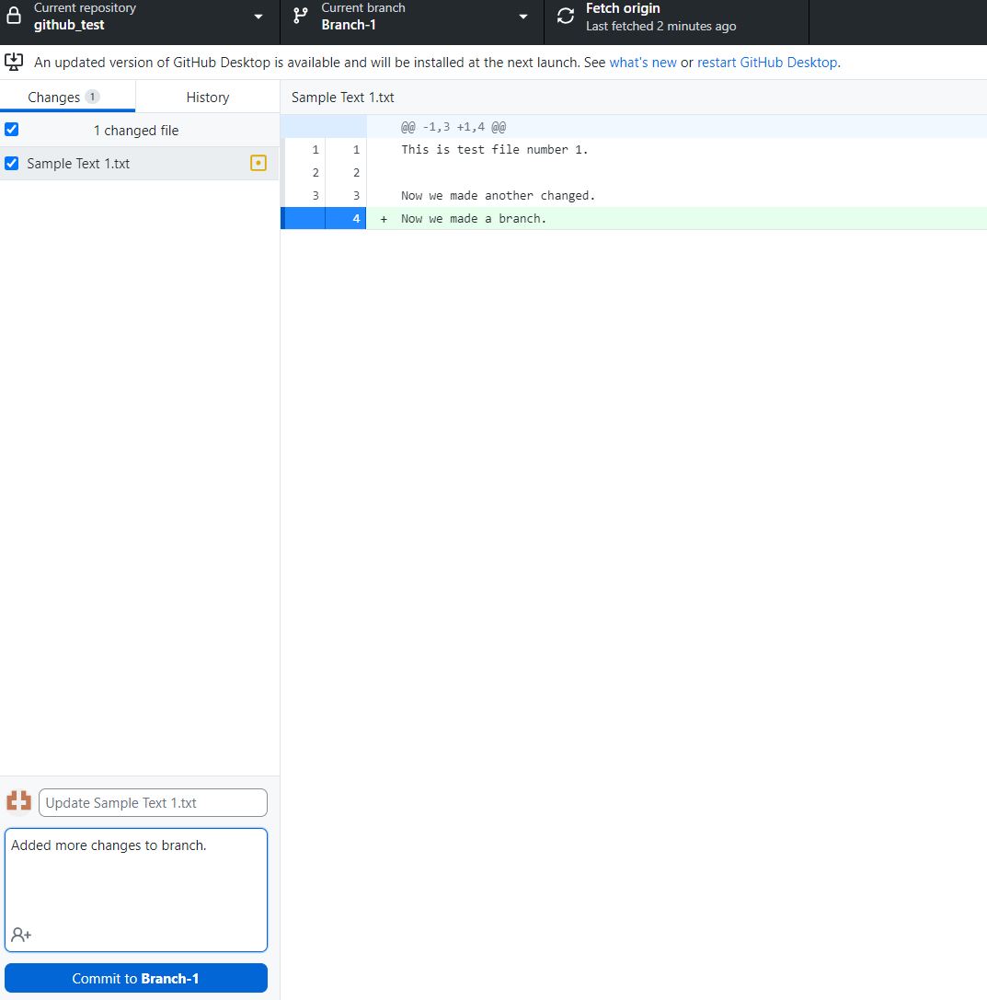 Current repository
github_test
Current branch
Branch-1
Fetch origin
Last fetched 2 minutes ago
An updated version of GitHub Desktop is available and will be installed at the next launch. See what's new or restart GitHub Desktop.
Changes 1
History
Sample Text 1.txt
1 changed file
Sample Text 1.txt
@@ -1,3 +1,4 @@
1 1 This is test file number 1.
2 2
3 3 Now we made another changed.
4 + Now we made a branch.
Update Sample Text 1.txt
Added more changes to branch.
Commit to Branch-1